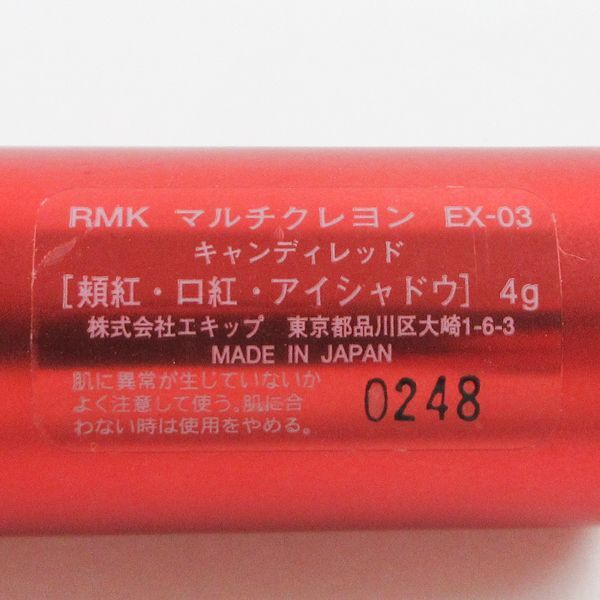 RMK マルチクレヨン EX-03
キャンディレッド
[頬紅・口紅・アイシャドウ] 4g
株式会社エキップ 東京都品川区大崎1-6-3
MADE IN JAPAN
肌に異常が生じていないか
よく注意して使う。肌に合
わない時は使用をやめる。
0248